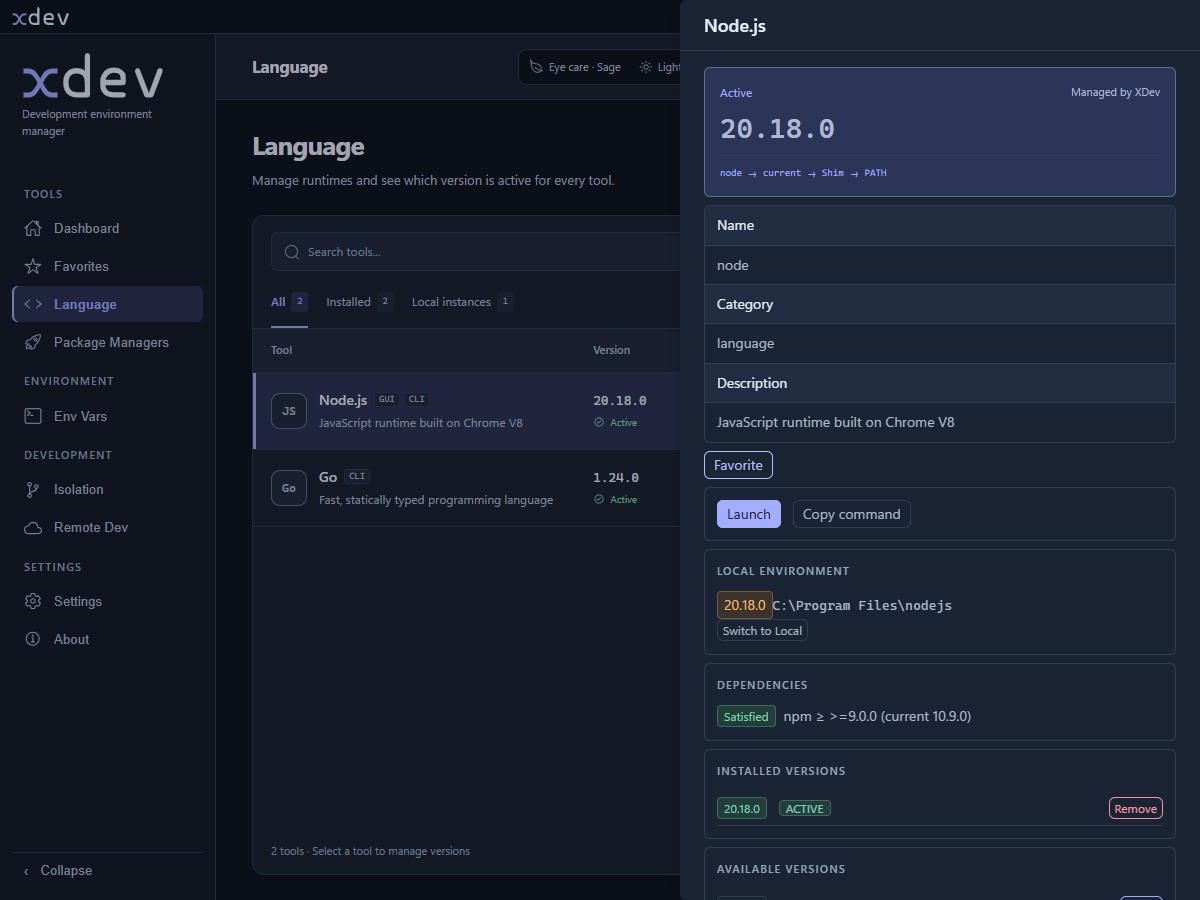 xdev
xdev
Development environment
manager
TOOLS
Dashboard
Favorites
Language
Package Managers
ENVIRONMENT
Env Vars
DEVELOPMENT
Isolation
Remote Dev
SETTINGS
Settings
About
Collapse
Language
Eye care · Sage
Light
Language
Manage runtimes and see which version is active for every tool.
Search tools...
All 2
Installed 2
Local instances 1
Tool
Version
JS
Node.js GUI CLI
JavaScript runtime built on Chrome V8
20.18.0
Active
Go
Go CLI
Fast, statically typed programming language
1.24.0
Active
2 tools · Select a tool to manage versions
Node.js
Active
Managed by XDev
20.18.0
node → current → Shim → PATH
Name
node
Category
language
Description
JavaScript runtime built on Chrome V8
Favorite
Launch
Copy command
LOCAL ENVIRONMENT
20.18.0 C:\Program Files\nodejs
Switch to Local
DEPENDENCIES
Satisfied npm ≥ >=9.0.0 (current 10.9.0)
INSTALLED VERSIONS
20.18.0 ACTIVE Remove
AVAILABLE VERSIONS